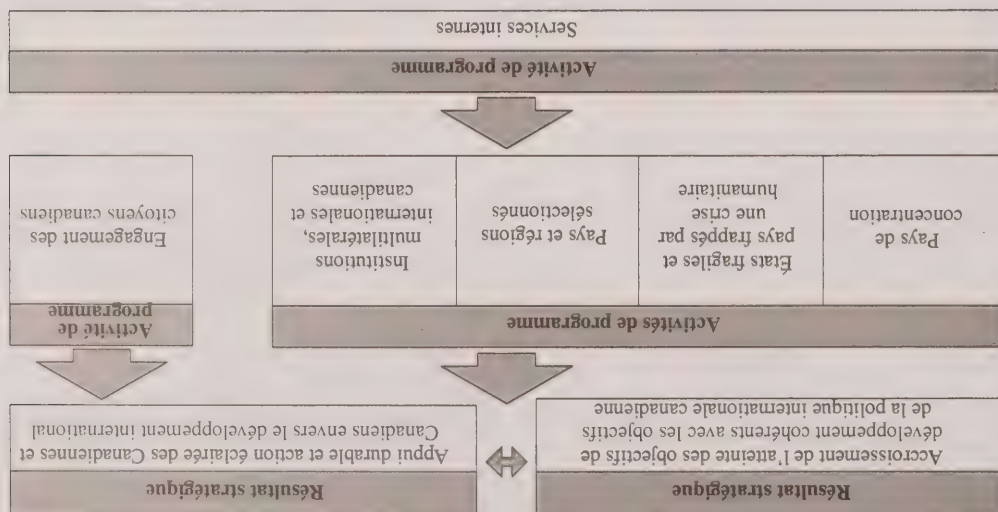 Résultat stratégique
Accroissement de l'atteinte des objectifs de
développement cohérents avec les objectifs
de la politique internationale canadienne
Résultat stratégique
Appui durable et action éclairée des Canadiennes et
Canadiens envers le développement international
Activités de programme
Pays de
concentration
États fragiles et
pays frappés par
une crise
humanitaire
Pays et régions
sélectionnés
Institutions
multilatérales,
internationales et
canadiennes
Activité de
programme
Engagement des
citoyens canadiens
Activité de programme
Services internes